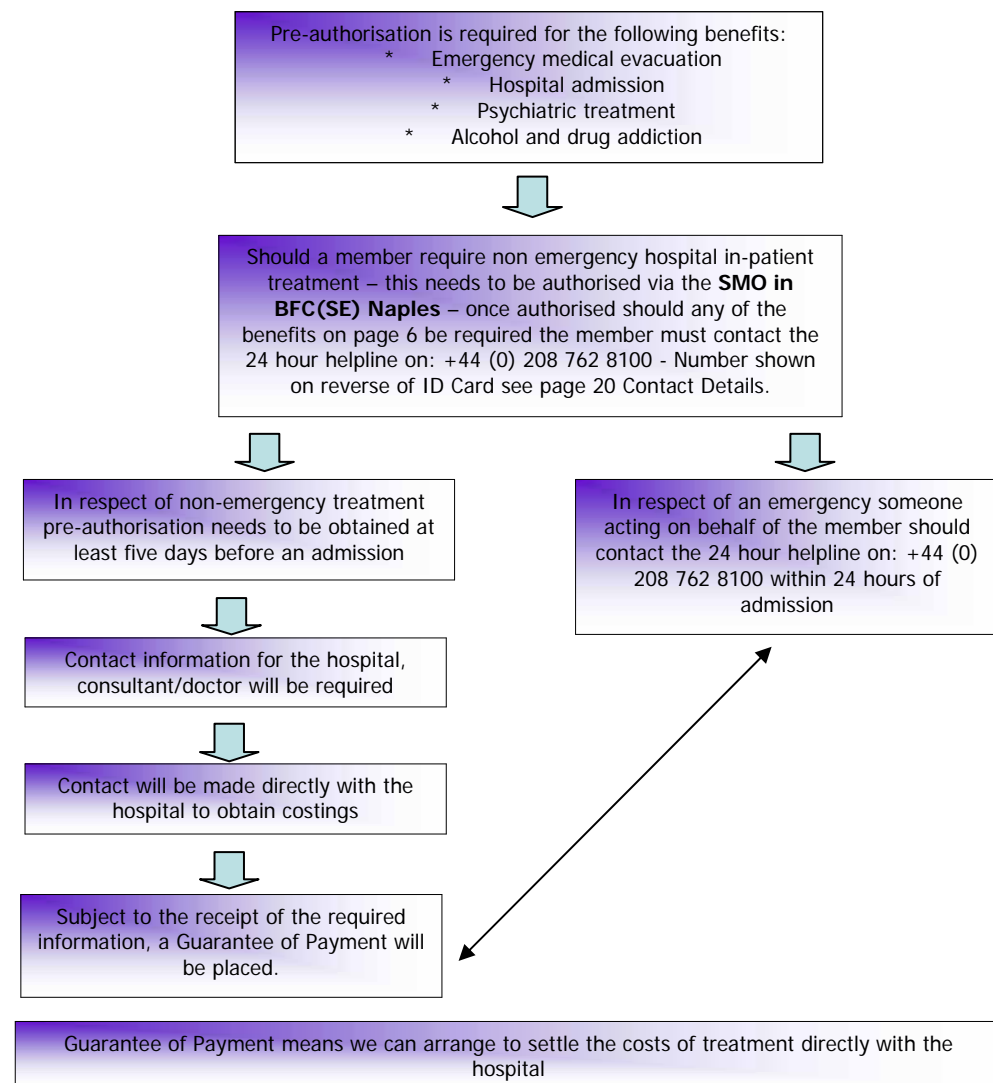 Pre-authorisation is required for the following benefits:
* Emergency medical evacuation
* Hospital admission
* Psychiatric treatment
* Alcohol and drug addiction
Should a member require non emergency hospital in-patient
treatment – this needs to be authorised via the SMO in
BFC(SE) Naples – once authorised should any of the
benefits on page 6 be required the member must contact the
24 hour helpline on: +44 (0) 208 762 8100 - Number shown
on reverse of ID Card see page 20 Contact Details.
In respect of non-emergency treatment
pre-authorisation needs to be obtained at
least five days before an admission
In respect of an emergency someone
acting on behalf of the member should
contact the 24 hour helpline on: +44 (0)
208 762 8100 within 24 hours of
admission
Contact information for the hospital,
consultant/doctor will be required
Contact will be made directly with the
hospital to obtain costings
Subject to the receipt of the required
information, a Guarantee of Payment will
be placed.
Guarantee of Payment means we can arrange to settle the costs of treatment directly with the
hospital